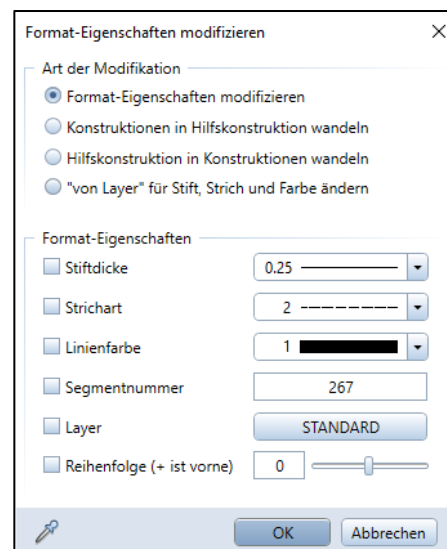 Format-Eigenschaften modifizieren
Art der Modifikation
Format-Eigenschaften modifizieren
Konstruktionen in Hilfskonstruktion wandeln
Hilfskonstruktion in Konstruktionen wandeln
"von Layer" für Stift, Strich und Farbe ändern
Format-Eigenschaften
Stiftdicke 0.25
Strichart 2
Linienfarbe 1
Segmentnummer 267
Layer STANDARD
Reihenfolge (+ ist vorne) 0
OK Abbrechen